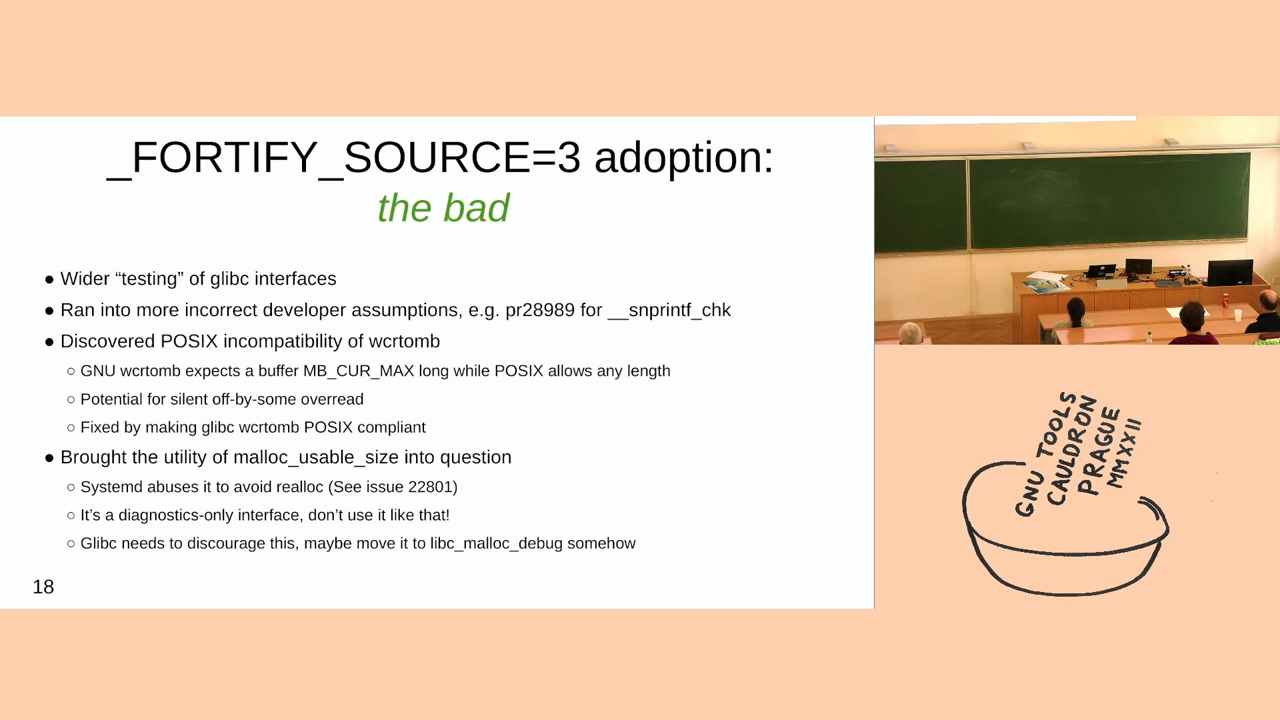 _FORTIFY_SOURCE=3 adoption:
the bad
● Wider “testing” of glibc interfaces
● Ran into more incorrect developer assumptions, e.g. pr28989 for __snprintf_chk
● Discovered POSIX incompatibility of wcrtomb
○ GNU wcrtomb expects a buffer MB_CUR_MAX long while POSIX allows any length
○ Potential for silent off-by-some overread
○ Fixed by making glibc wcrtomb POSIX compliant
● Brought the utility of malloc_usable_size into question
○ Systemd abuses it to avoid realloc (See issue 22801)
○ It’s a diagnostics-only interface, don’t use it like that!
○ Glibc needs to discourage this, maybe move it to libc_malloc_debug somehow
18
GNU TOOLS
CAULDRON
PRAGUE
MMXXII